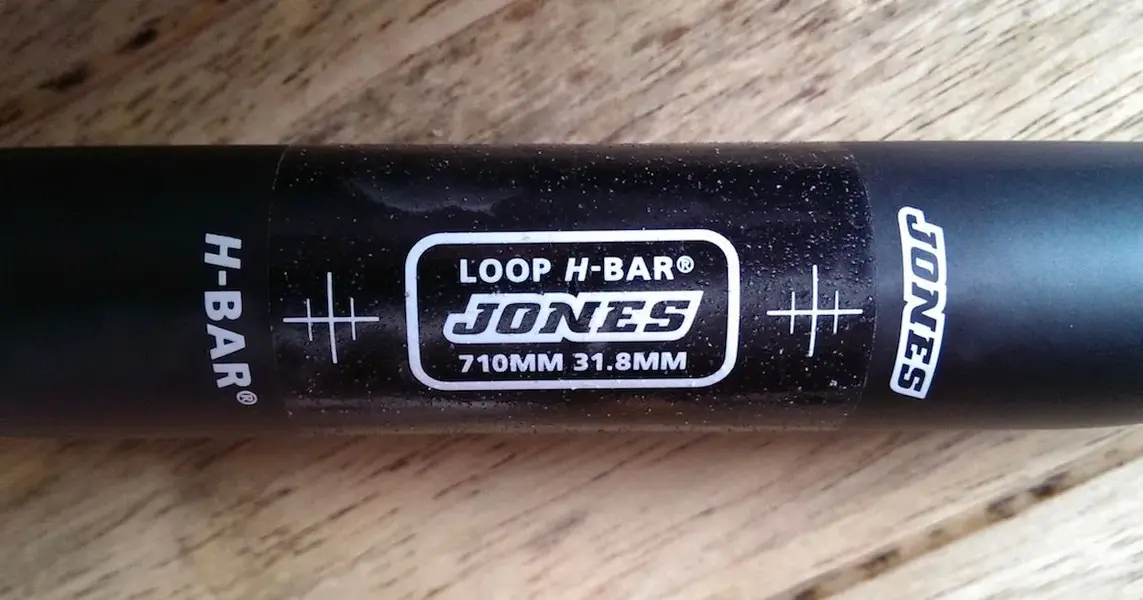 H-BAR®
LOOP H-BAR®
JONES
710MM 31.8MM
JONES